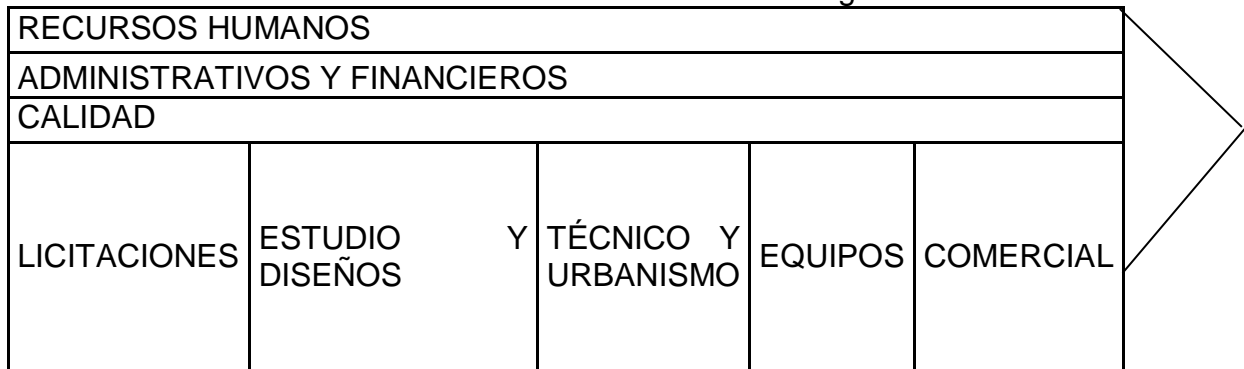 RECURSOS HUMANOS
ADMINISTRATIVOS Y FINANCIEROS
CALIDAD
LICITACIONES
ESTUDIO Y
DISEÑOS
TÉCNICO Y
URBANISMO
EQUIPOS
COMERCIAL